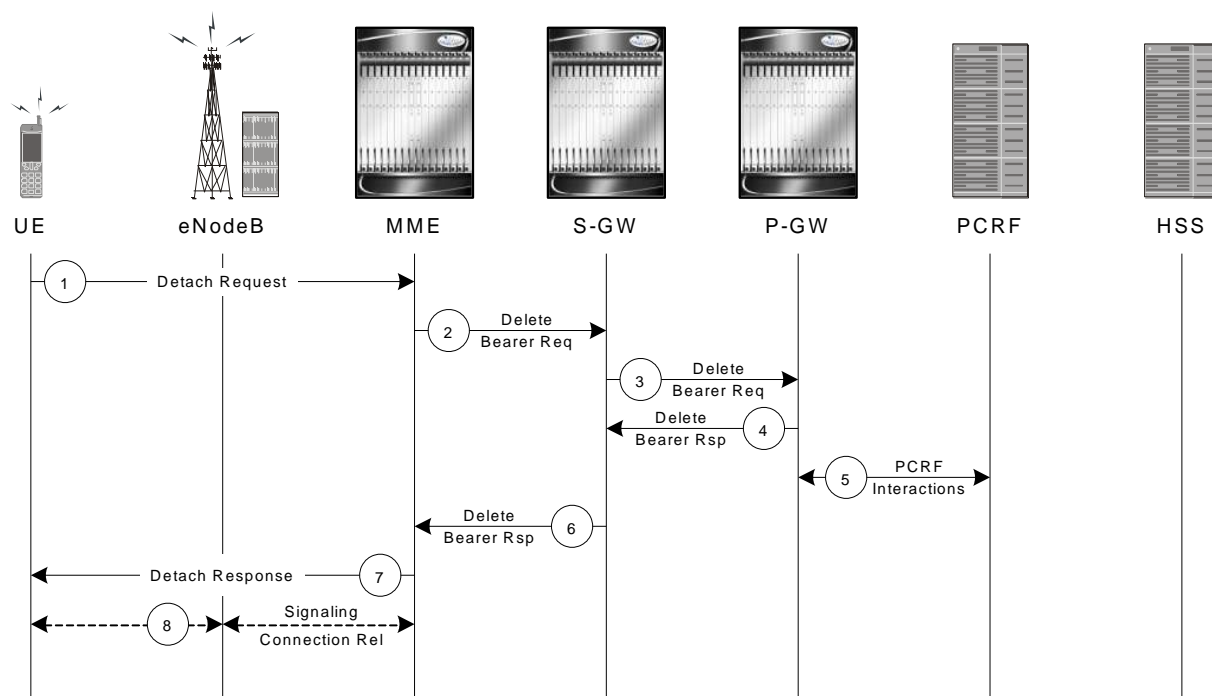 UE
eNodeB
MME
S-GW
P-GW
PCRF
HSS
1
Detach Request
2
Delete
Bearer Req
3
Delete
Bearer Req
Delete
Bearer Rsp
4
5
PCRF
Interactions
Delete
Bearer Rsp
6
Detach Response
7
8
Signaling
Connection Rel